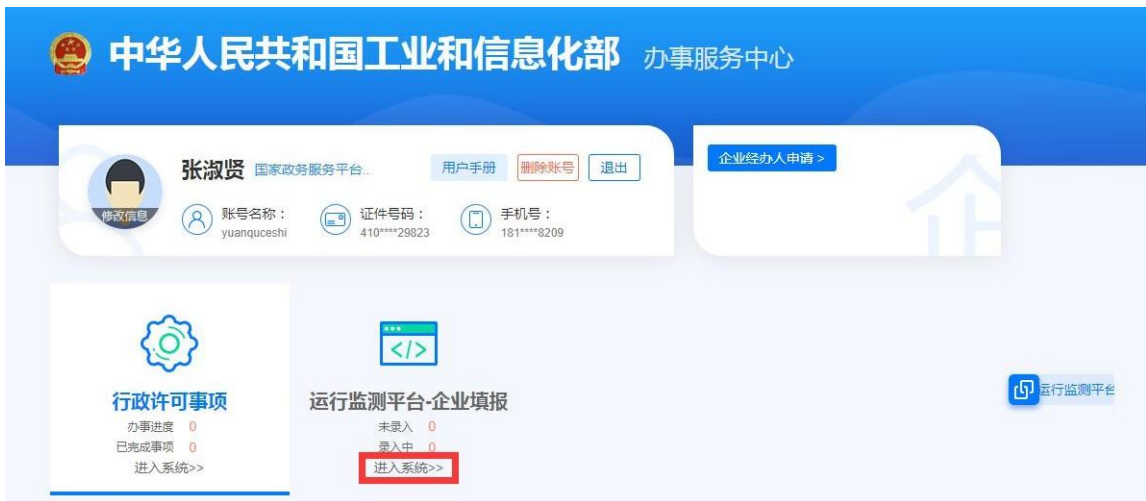 中华人民共和国工业和信息化部 办事服务中心
张淑贤 国家政务服务平台.. 用户手册 删除账号 退出
企业经办人申请 >
修改信息
账号名称： 证件号码： 手机号：
yuanquceshi 410****29823 181****8209
企
</>
行政许可事项 运行监测平台-企业填报
运行监测平台
办事进度 0 未录入 0
已完成事项 0 录入中 0
进入系统>> 进入系统>>